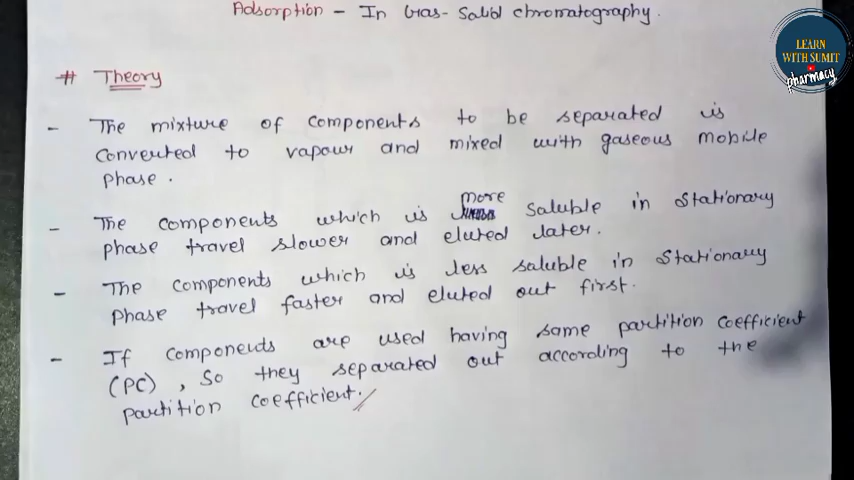 Adsorption - In Gas-Solid chromatography.
LEARN
WITH SUMIT
pharmacy
# Theory
- The mixture of components to be separated is
converted to vapour and mixed with gaseous mobile
phase.
more
- The components which is saluble in stationary
phase travel slower and eluted later.
- The components which is less saluble in stationary
phase travel faster and eluted out first.
- If components are used having same partition coefficient
(PC), so they separated out according to the
partition coefficient.